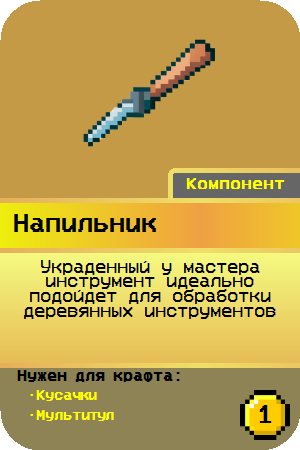 Компонент
Напильник
Украденный у мастера
инструмент идеально
подойдет для обработки
деревянных инструментов
Нужен для крафта:
·Кусачки
·Мультитул
1